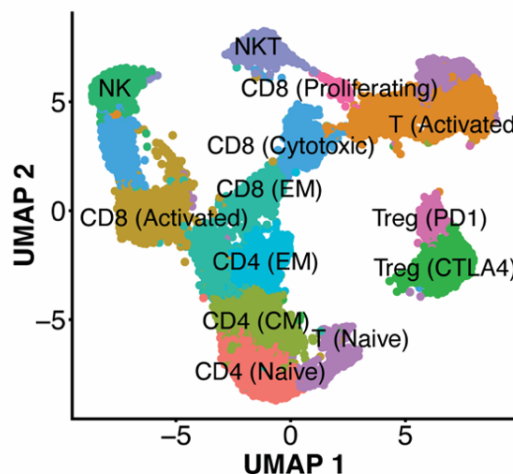 NKT
NK
CD8 (Proliferating)
5
T (Activated
CD8 (Cytotoxic)
CD8 (EM)
UMAP 2
0
CD8 (Activated)
Treg (PD1)
CD4 (EM)
Treg (CTLA4)
−5
CD4 (CM)
T (Naive)
CD4 (Naive)
−5
0
5
UMAP 1